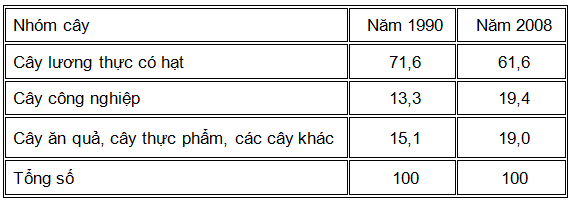 Nhóm cây Năm 1990 Năm 2008
Cây lương thực có hạt 71,6 61,6
Cây công nghiệp 13,3 19,4
Cây ăn quả, cây thực phẩm, các cây khác 15,1 19,0
Tổng số 100 100